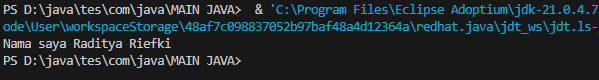 PS D:\java\tes\com\java\MAIN JAVA>  & 'C:\Program Files\Eclipse Adoptium\jdk-21.0.4.7
ode\User\workspaceStorage\48af7c098837052b97baf48a4d12364a\redhat.java\jdt_ws\jdt.ls-
Nama saya Raditya Riefki
PS D:\java\tes\com\java\MAIN JAVA>